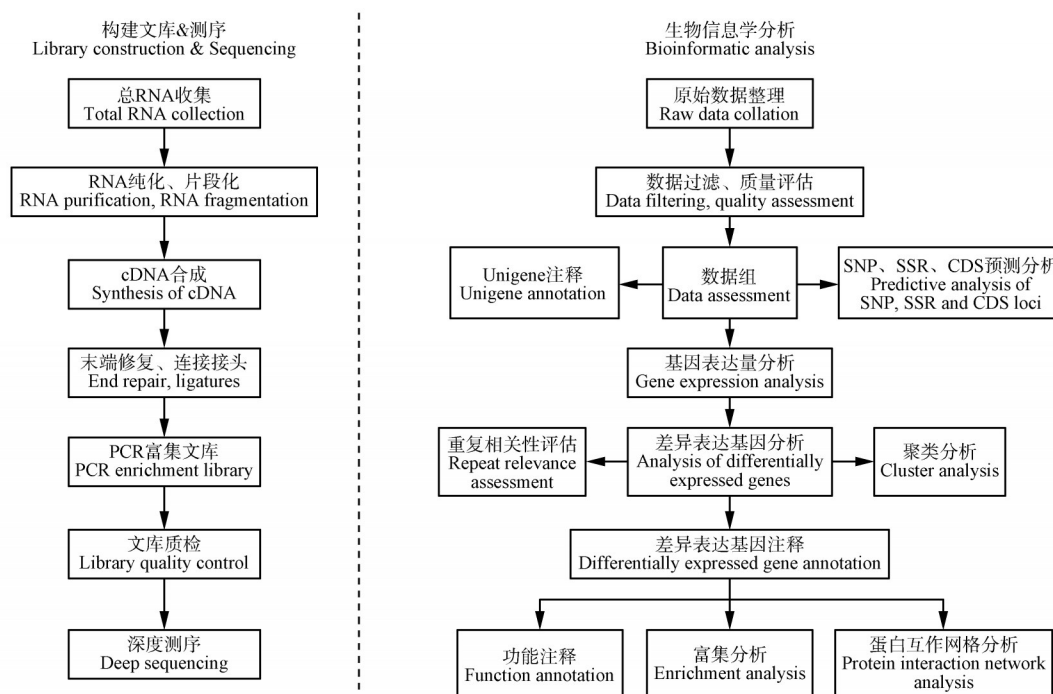 构建文库&测序
Library construction & Sequencing
总RNA收集
Total RNA collection
RNA纯化、片段化
RNA purification, RNA fragmentation
cDNA合成
Synthesis of cDNA
末端修复、连接接头
End repair, ligatures
PCR富集文库
PCR enrichment library
文库质检
Library quality control
深度测序
Deep sequencing
生物信息学分析
Bioinformatic analysis
原始数据整理
Raw data collation
数据过滤、质量评估
Data filtering, quality assessment
Unigene注释
Unigene annotation
数据组
Data assessment
SNP、SSR、CDS预测分析
Predictive analysis of
SNP, SSR and CDS loci
基因表达量分析
Gene expression analysis
重复相关性评估
Repeat relevance
assessment
差异表达基因分析
Analysis of differentially
expressed genes
聚类分析
Cluster analysis
差异表达基因注释
Differentially expressed gene annotation
功能注释
Function annotation
富集分析
Enrichment analysis
蛋白互作网格分析
Protein interaction network
analysis